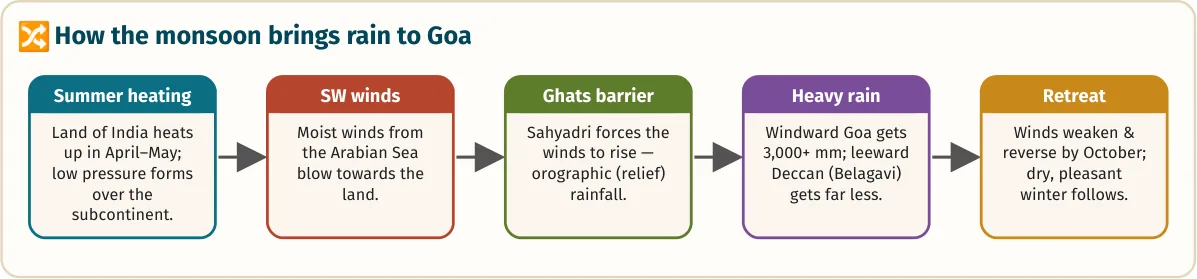 🔀 How the monsoon brings rain to Goa
Summer heating
Land of India heats
up in April–May;
low pressure forms
over the
subcontinent.
SW winds
Moist winds from
the Arabian Sea
blow towards the
land.
Ghats barrier
Sahyadri forces the
winds to rise —
orographic (relief)
rainfall.
Heavy rain
Windward Goa gets
3,000+ mm; leeward
Deccan (Belagavi)
gets far less.
Retreat
Winds weaken &
reverse by October;
dry, pleasant
winter follows.